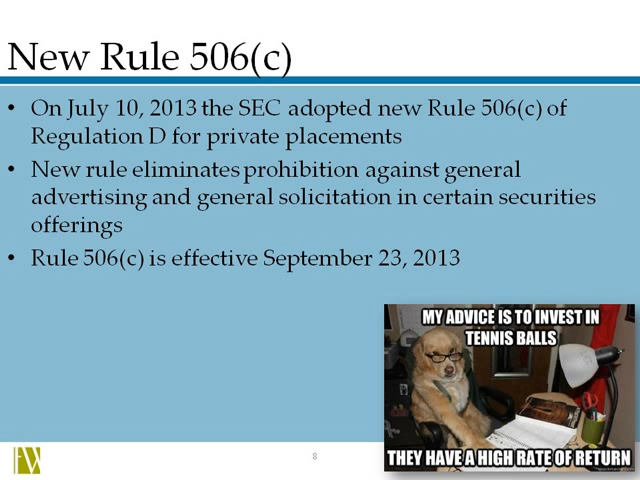 New Rule 506(c)
• On July 10, 2013 the SEC adopted new Rule 506(c) of
Regulation D for private placements
• New rule eliminates prohibition against general
advertising and general solicitation in certain securities
offerings
• Rule 506(c) is effective September 23, 2013
MY ADVICE IS TO INVEST IN
TENNIS BALLS
THEY HAVE A HIGH RATE OF RETURN
FW
8